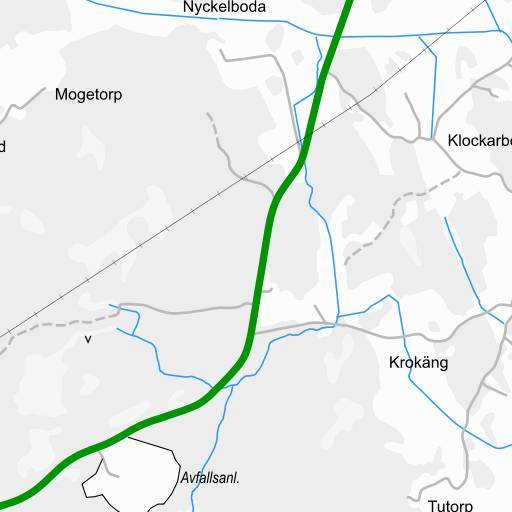 Nyckelboda
Mogetorp
d
Klockarbo
v
Krokäng
Avfallsanl.
Tutorp